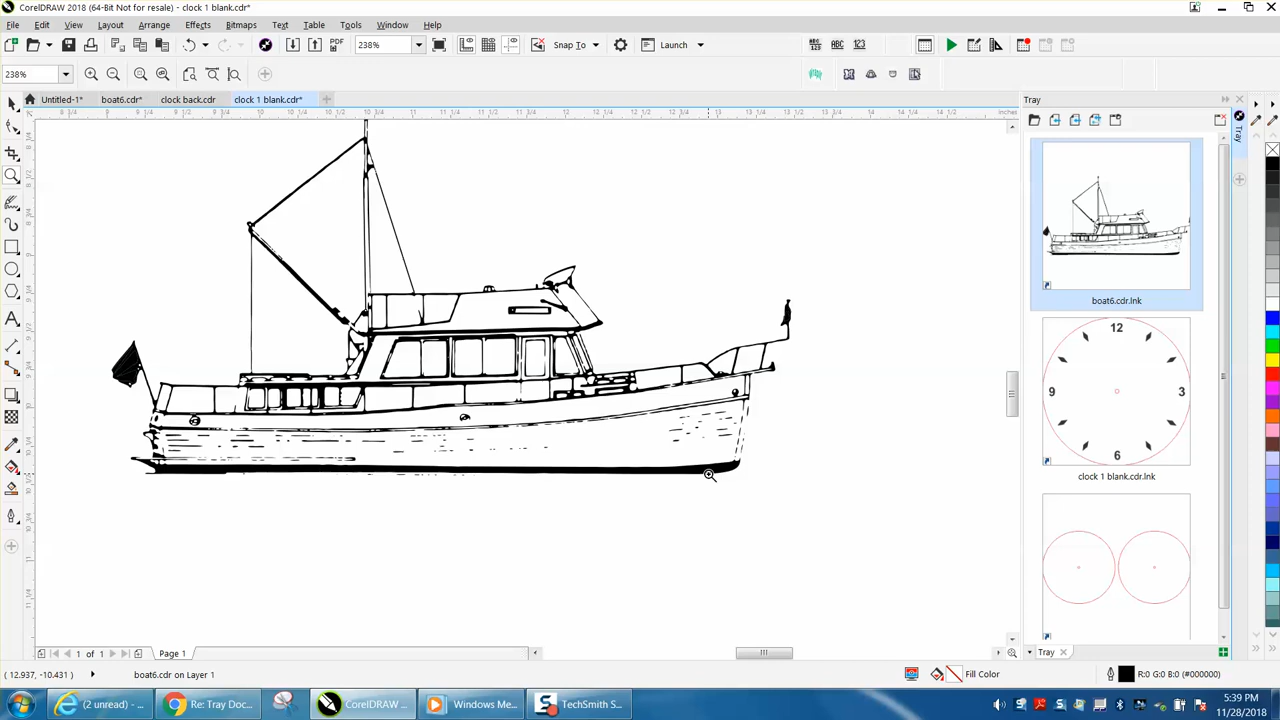 CorelDRAW 2018 (64-Bit Not for resale) - clock 1 blank.cdr*
File Edit View Layout Arrange Effects Bitmaps Text Table Tools Window Help
PDF 238% Snap To Launch
238%
Untitled-1* boat6.cdr* clock back.cdr clock 1 blank.cdr*
Tray
inches
boat6.cdr.lnk
12
9 3
6
clock 1 blank.cdr.lnk
1 of 1 Page 1
Tray
( 12.937, -10.431 ) boat6.cdr on Layer* Fill Color R:0 G:0 B:0 (#000000)
(2 unread) - ... Re: Tray Doc... CorelDRAW ... Windows Me... TechSmith S...
5:39 PM
11/28/2018